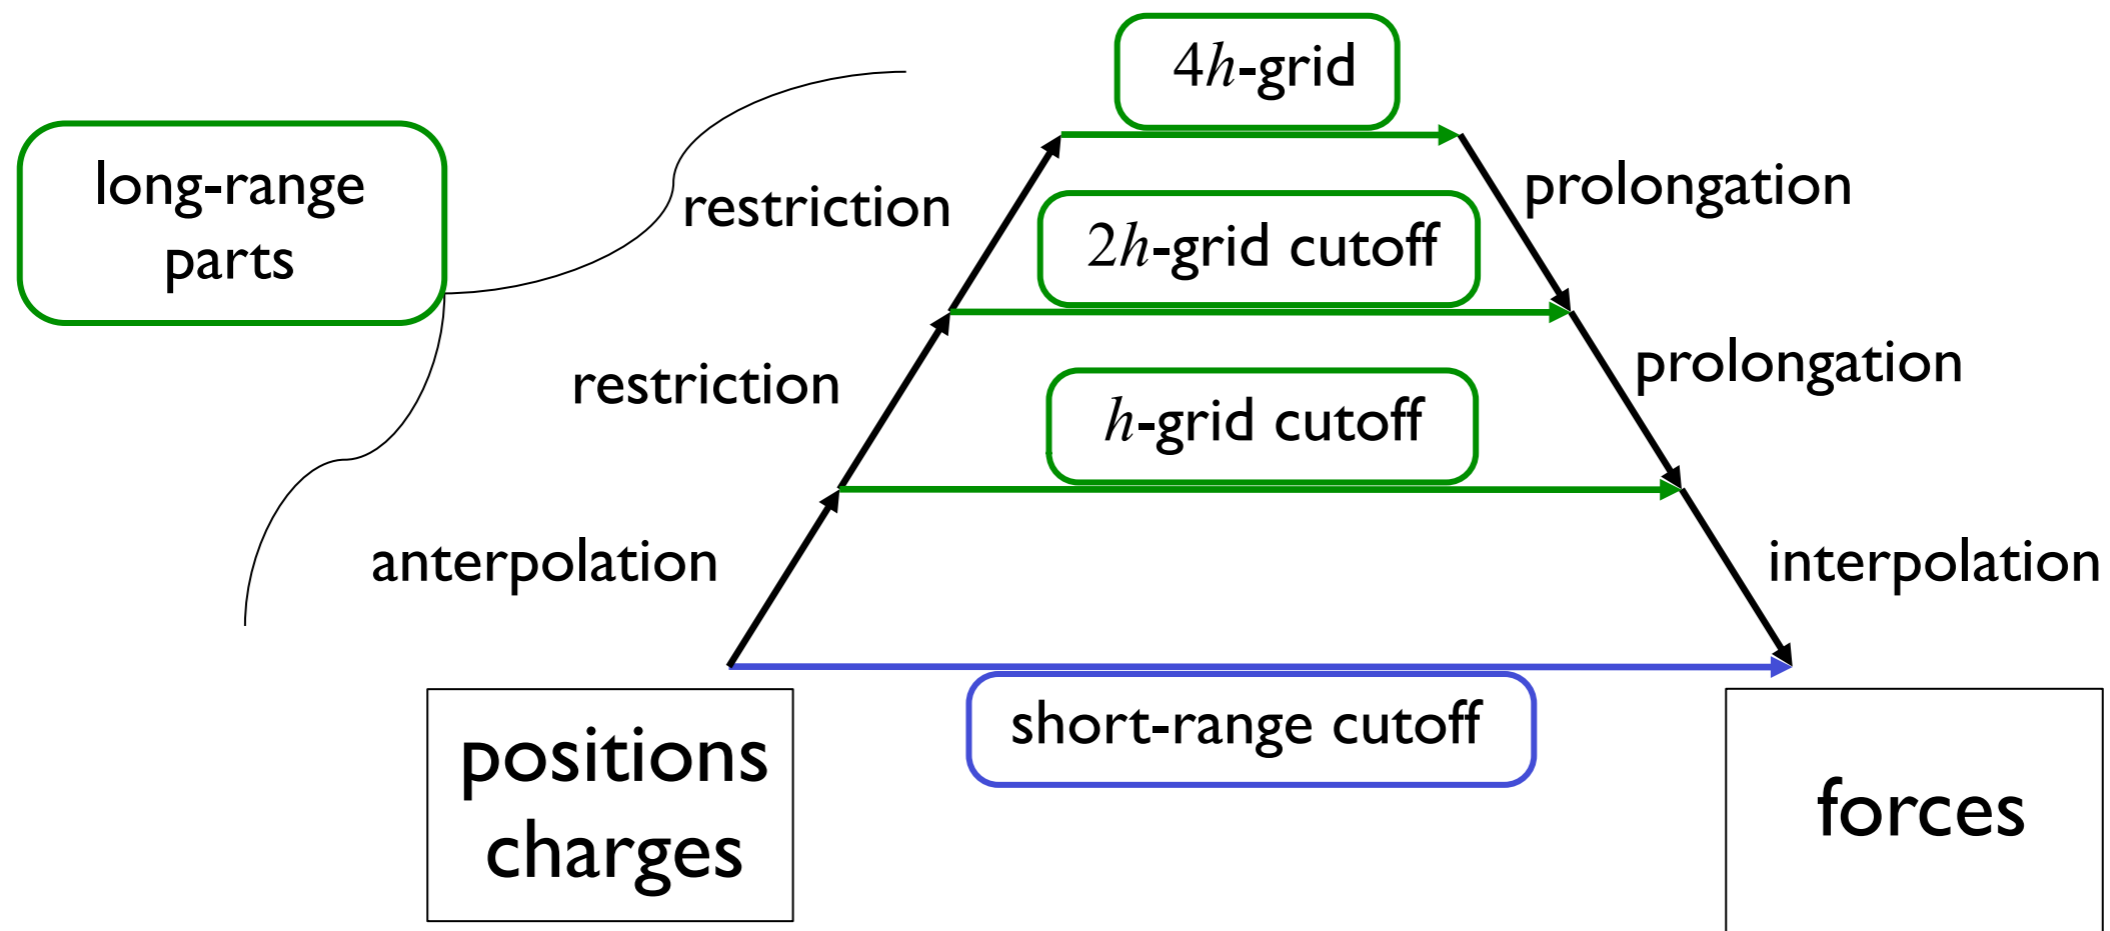 4h-grid
long-range
parts
restriction
prolongation
2h-grid cutoff
restriction
prolongation
h-grid cutoff
anterpolation
interpolation
short-range cutoff
positions
charges
forces